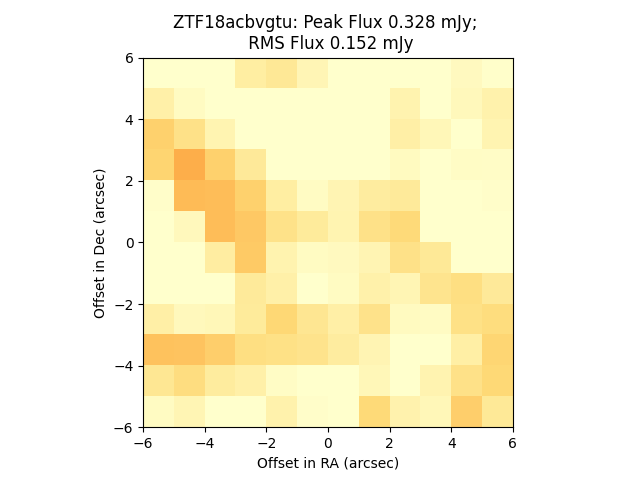 ZTF18acbvgtu: Peak Flux 0.328 mJy;
RMS Flux 0.152 mJy
6
4
2
0
−2
−4
−6
Offset in Dec (arcsec)
−6 −4 −2 0 2 4 6
Offset in RA (arcsec)